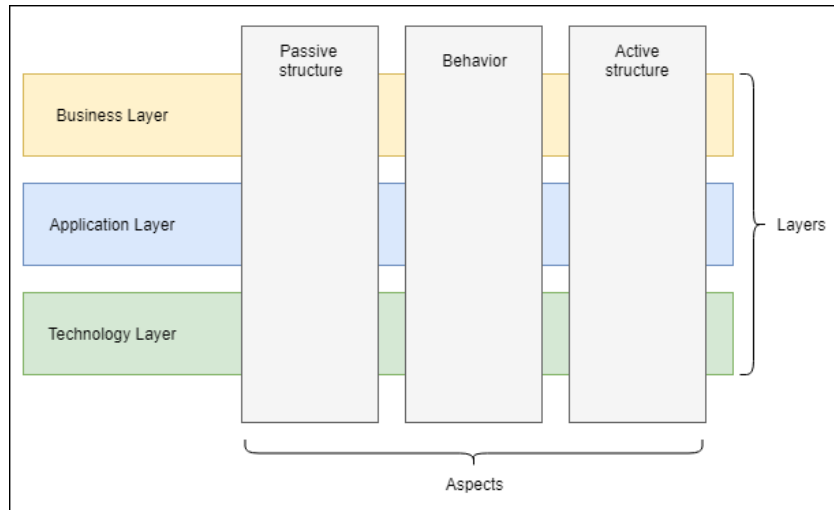 Passive
structure
Behavior
Active
structure
Business Layer
Application Layer
Layers
Technology Layer
Aspects